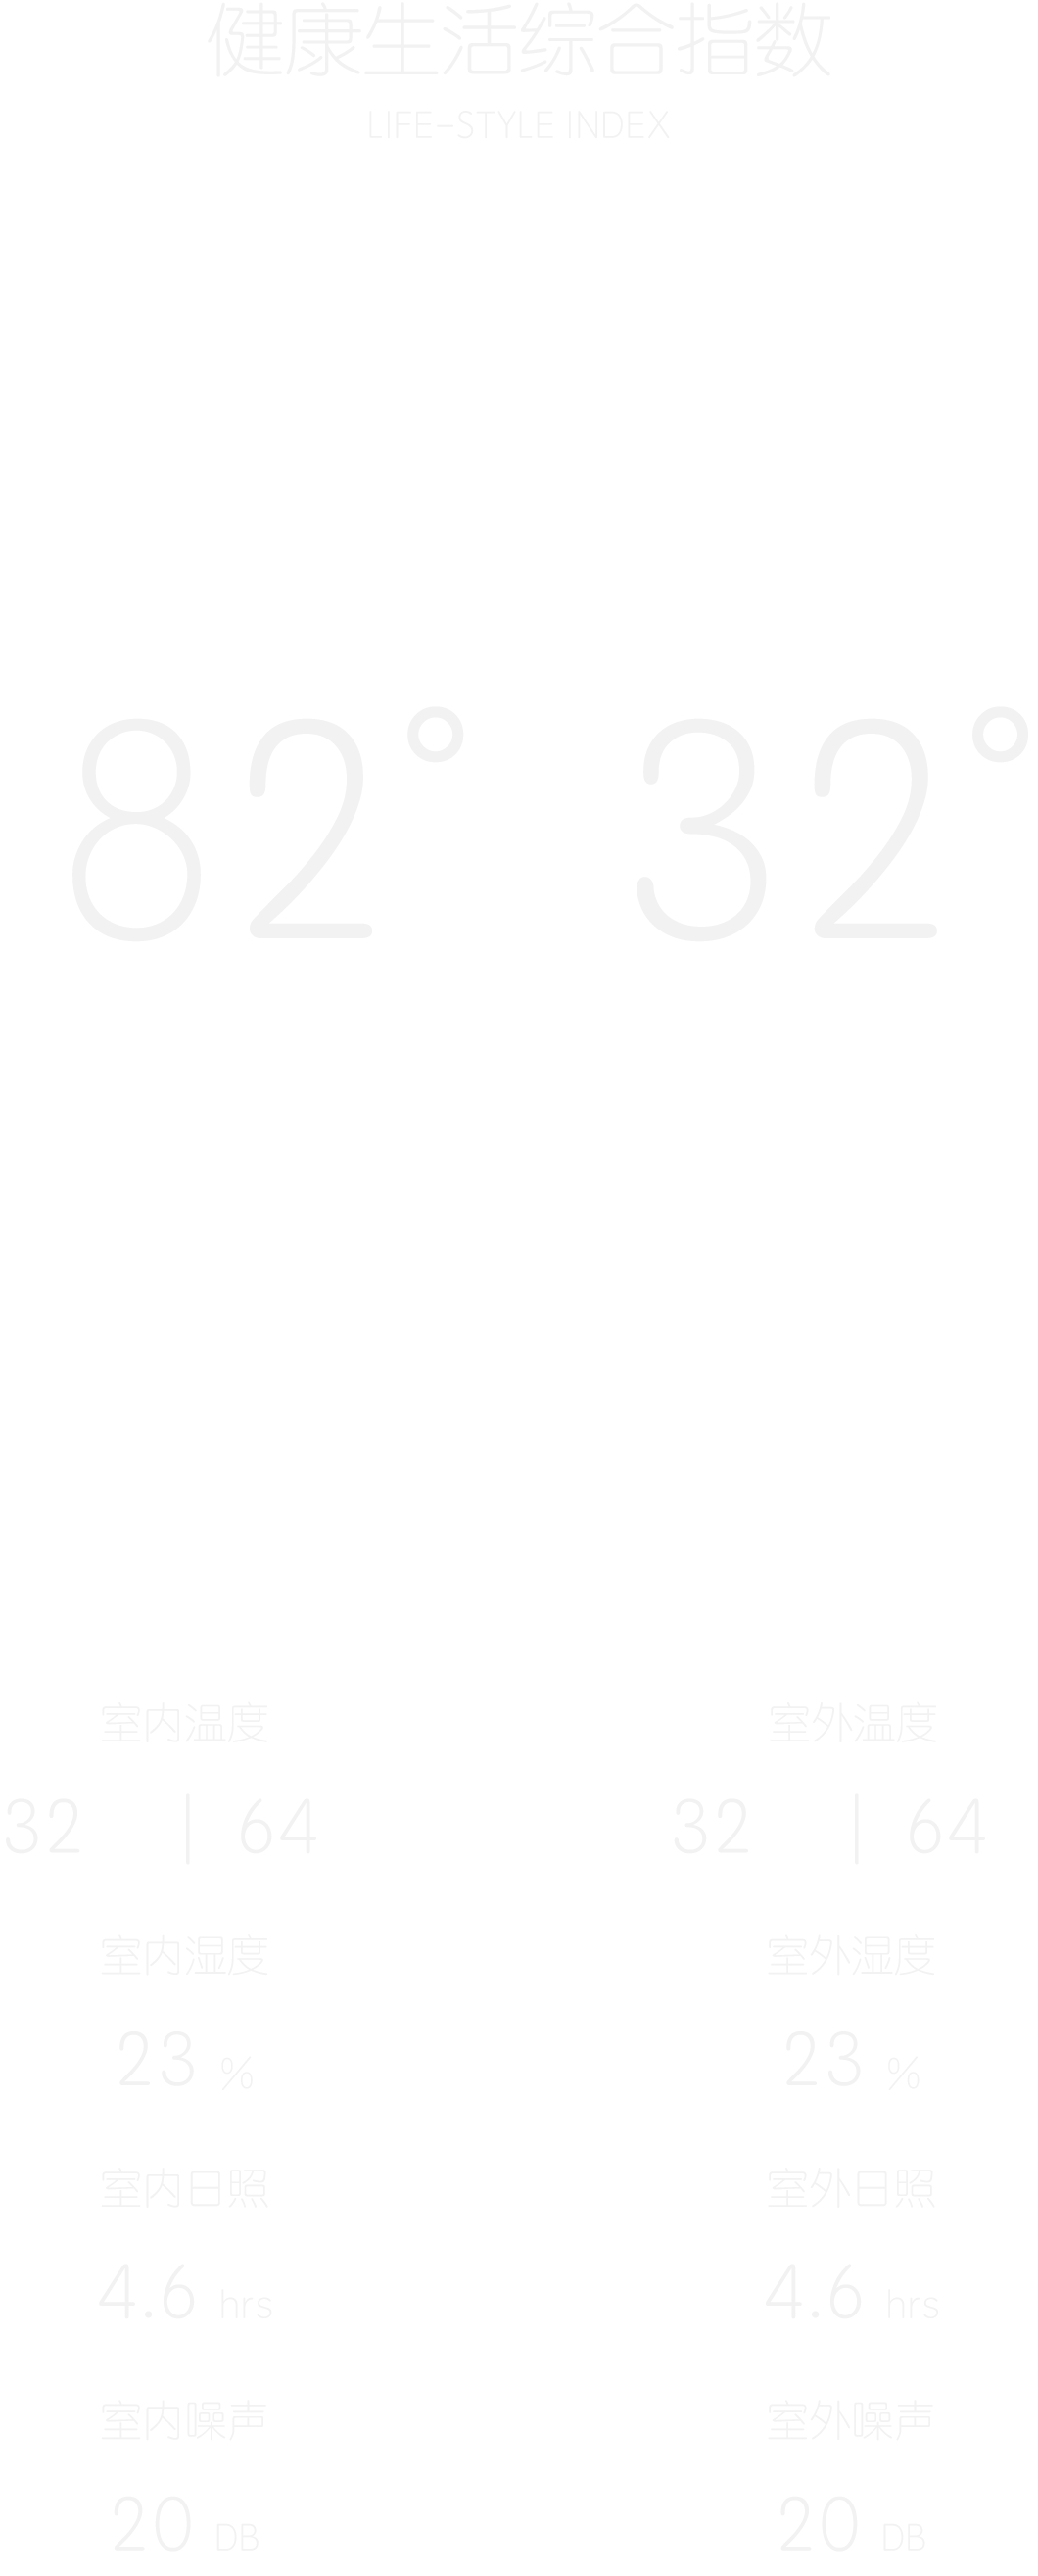 健康生活综合指数
LIFE-STYLE INDEX
82° 32°
室内温度 室外温度
32 | 64 32 | 64
室内湿度 室外湿度
23 % 23 %
室内日照 室外日照
4.6 hrs 4.6 hrs
室内噪声 室外噪声
20 DB 20 DB